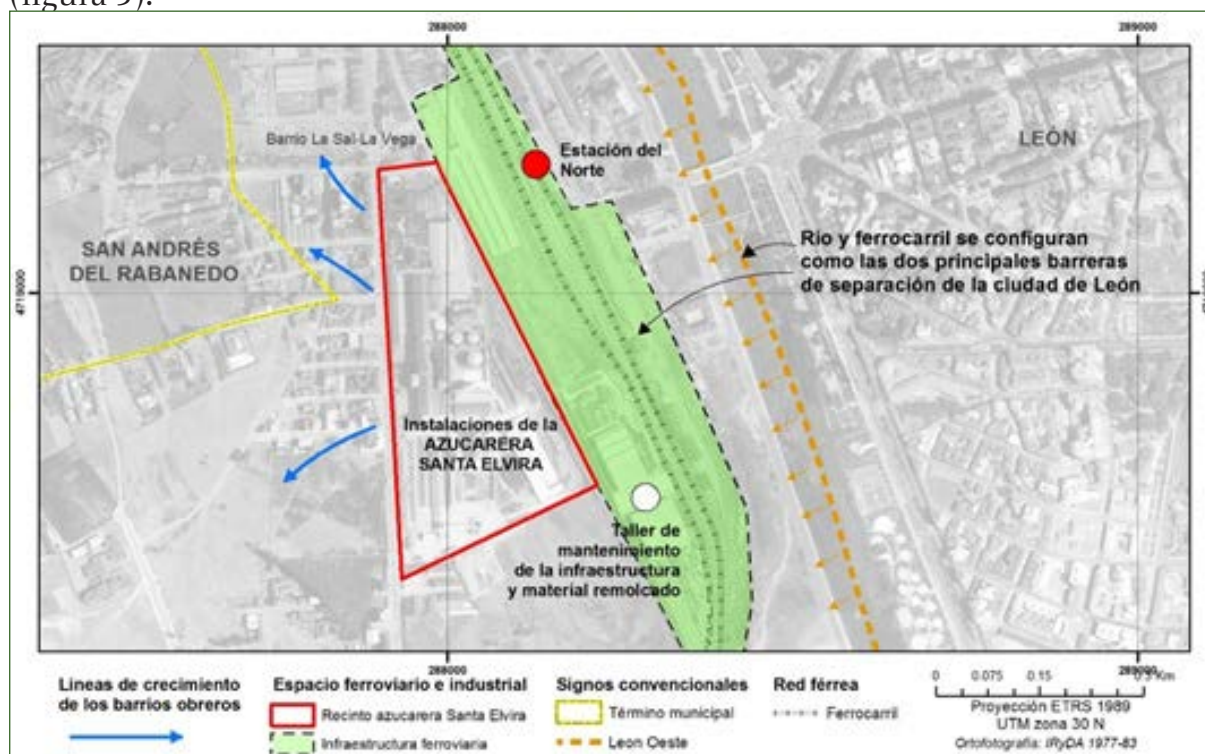 (figura 5).
288000
289000
Barrio La Sal-La Vega
Estación del
Norte
LEÓN
SAN ANDRÉS
DEL RABANEDO
Río y ferrocarril se configuran
como las dos principales barreras
de separación de la ciudad de León
4719000
Instalaciones de la
AZUCARERA
SANTA ELVIRA
Taller de
mantenimiento
de la infraestructura
y material remolcado
288000
289000
Lineas de crecimiento
de los barrios obreros
Espacio ferroviario e industrial
Recinto azucarera Santa Elvira
Infraestructura ferroviaria
Signos convencionales
Término municipal
Leon Oeste
Red férrea
Ferrocarril
0 0.075 0.15 0.3 Km
Proyección ETRS 1989
UTM zona 30 N
Ortofotografía: IRyDA 1977-83